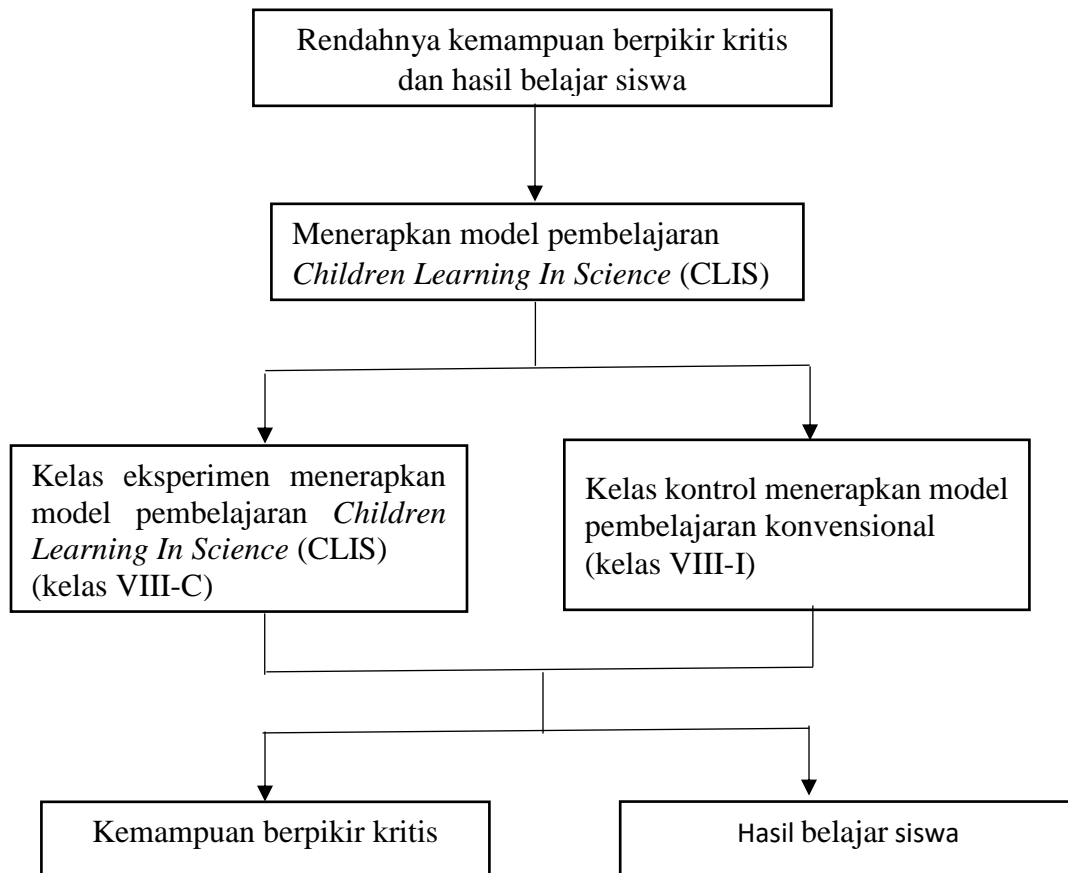 Rendahnya kemampuan berpikir kritis
dan hasil belajar siswa
Menerapkan model pembelajaran
Children Learning In Science (CLIS)
Kelas eksperimen menerapkan
model pembelajaran Children
Learning In Science (CLIS)
(kelas VIII-C)
Kelas kontrol menerapkan model
pembelajaran konvensional
(kelas VIII-I)
Kemampuan berpikir kritis
Hasil belajar siswa